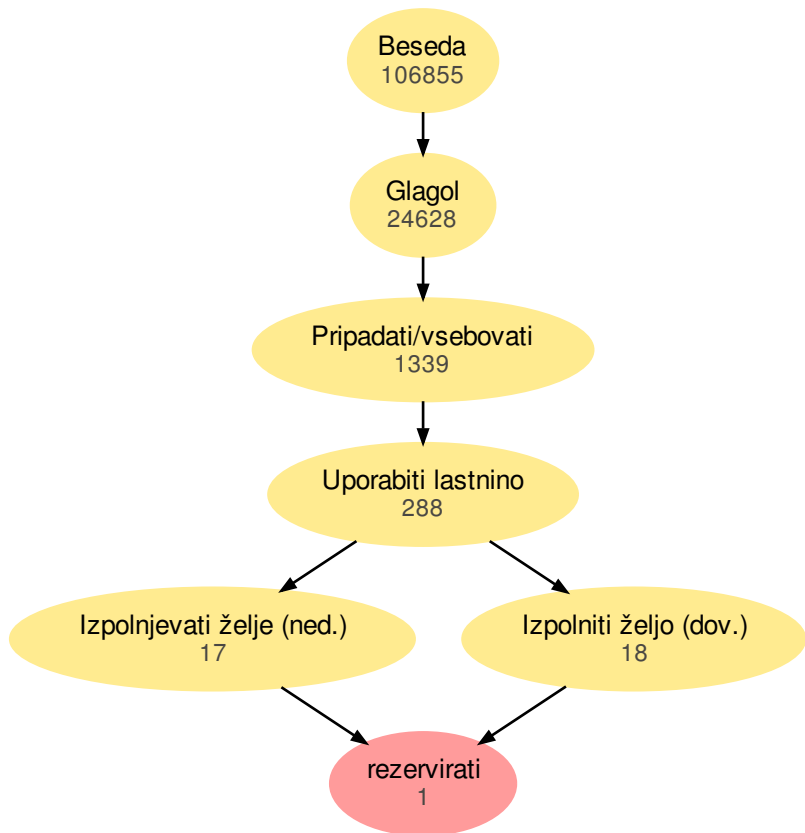 Beseda
106855
Glagol
24628
Pripadati/vsebovati
1339
Uporabiti lastnino
288
Izpolnjevati želje (ned.)
17
Izpolniti željo (dov.)
18
rezervirati
1